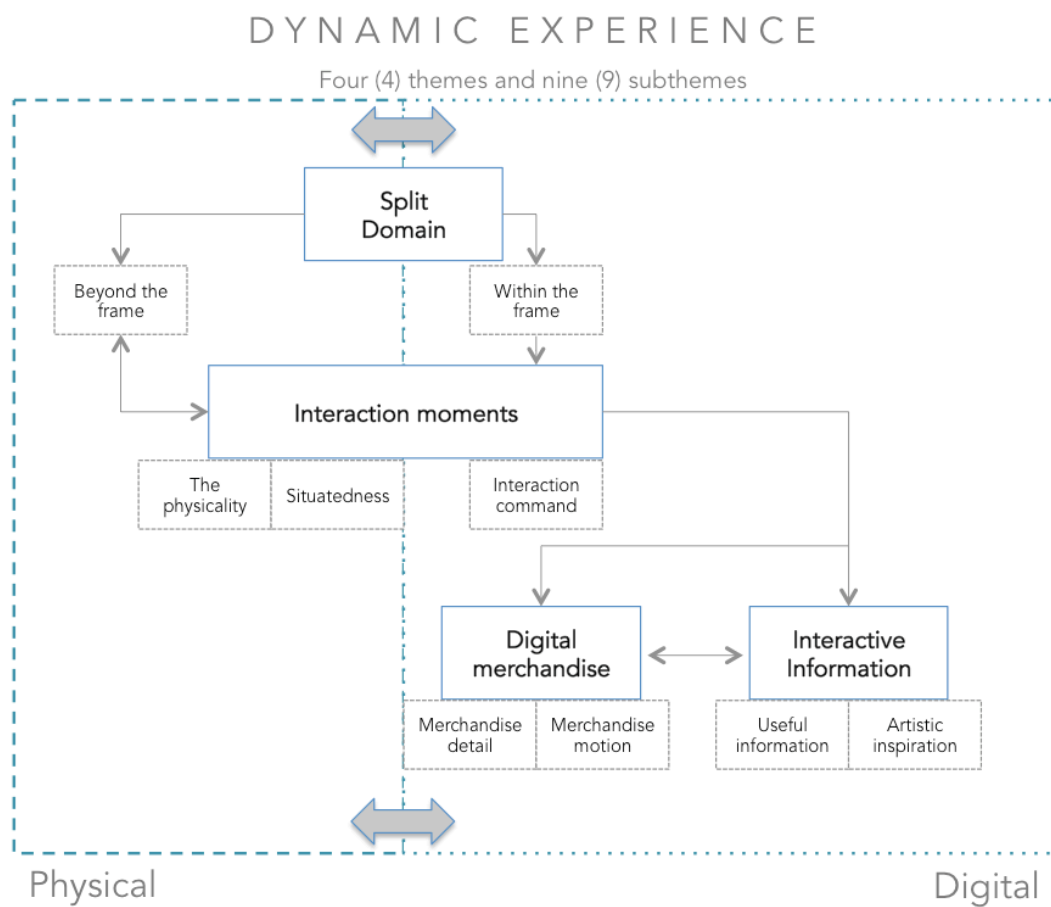 DYNAMIC EXPERIENCE
Four (4) themes and nine (9) subthemes
Split
Domain
Beyond the
frame
Within the
frame
Interaction moments
The
physicality
Situatedness
Interaction
command
Digital
merchandise
Interactive
Information
Merchandise
detail
Merchandise
motion
Useful
information
Artistic
inspiration
Physical
Digital